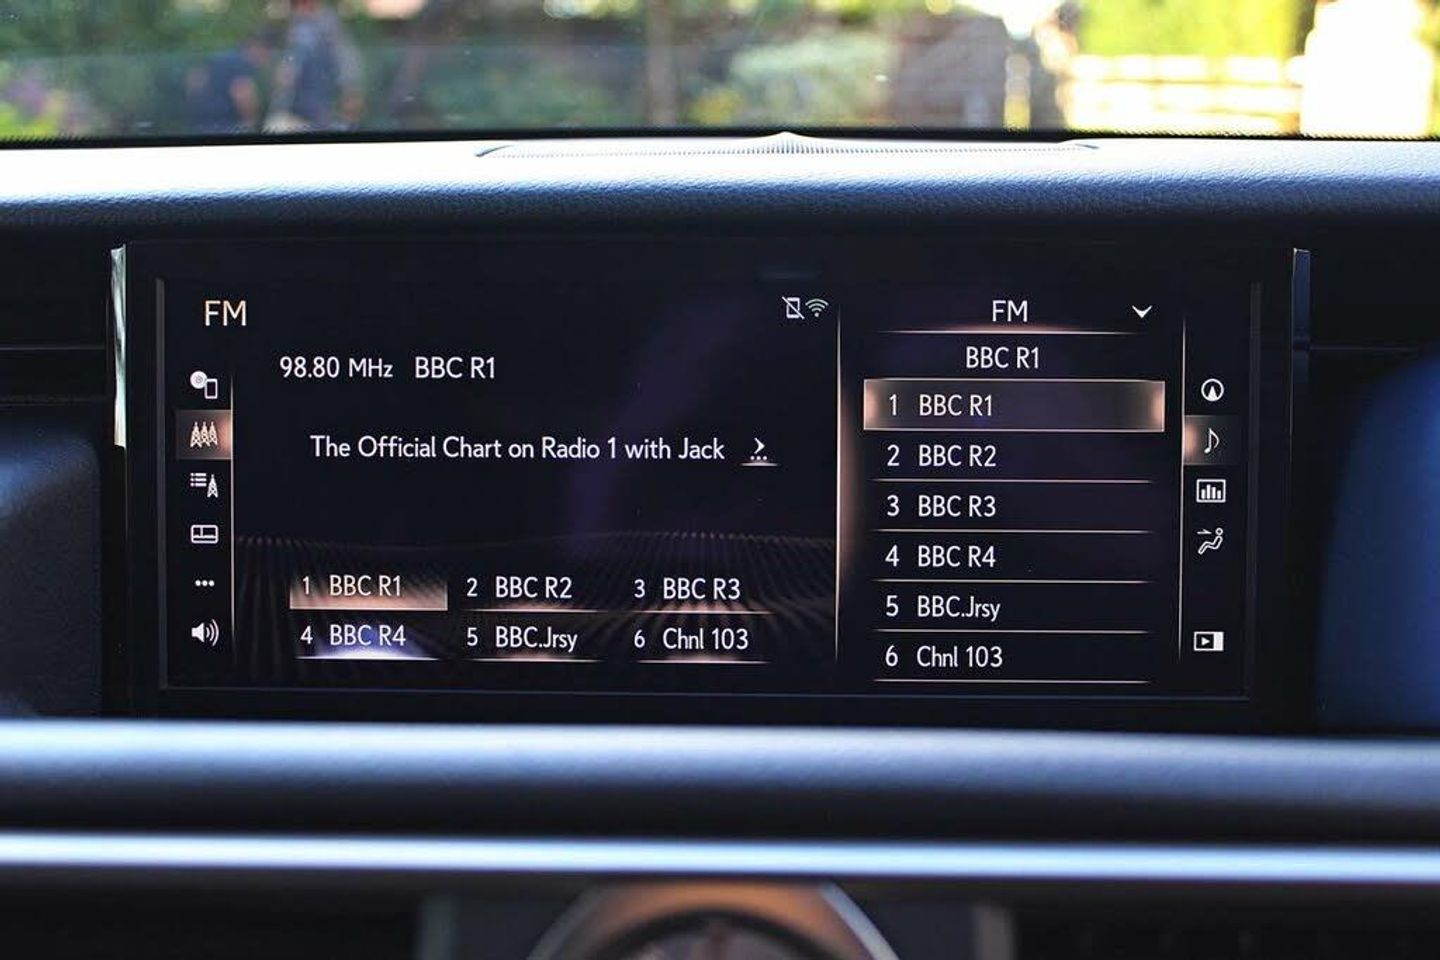 FM
98.80 MHz BBC R1
The Official Chart on Radio 1 with Jack
1 BBC R1 2 BBC R2 3 BBC R3
4 BBC R4 5 BBC.Jrsy 6 Chnl 103
FM
BBC R1
1 BBC R1
2 BBC R2
3 BBC R3
4 BBC R4
5 BBC.Jrsy
6 Chnl 103